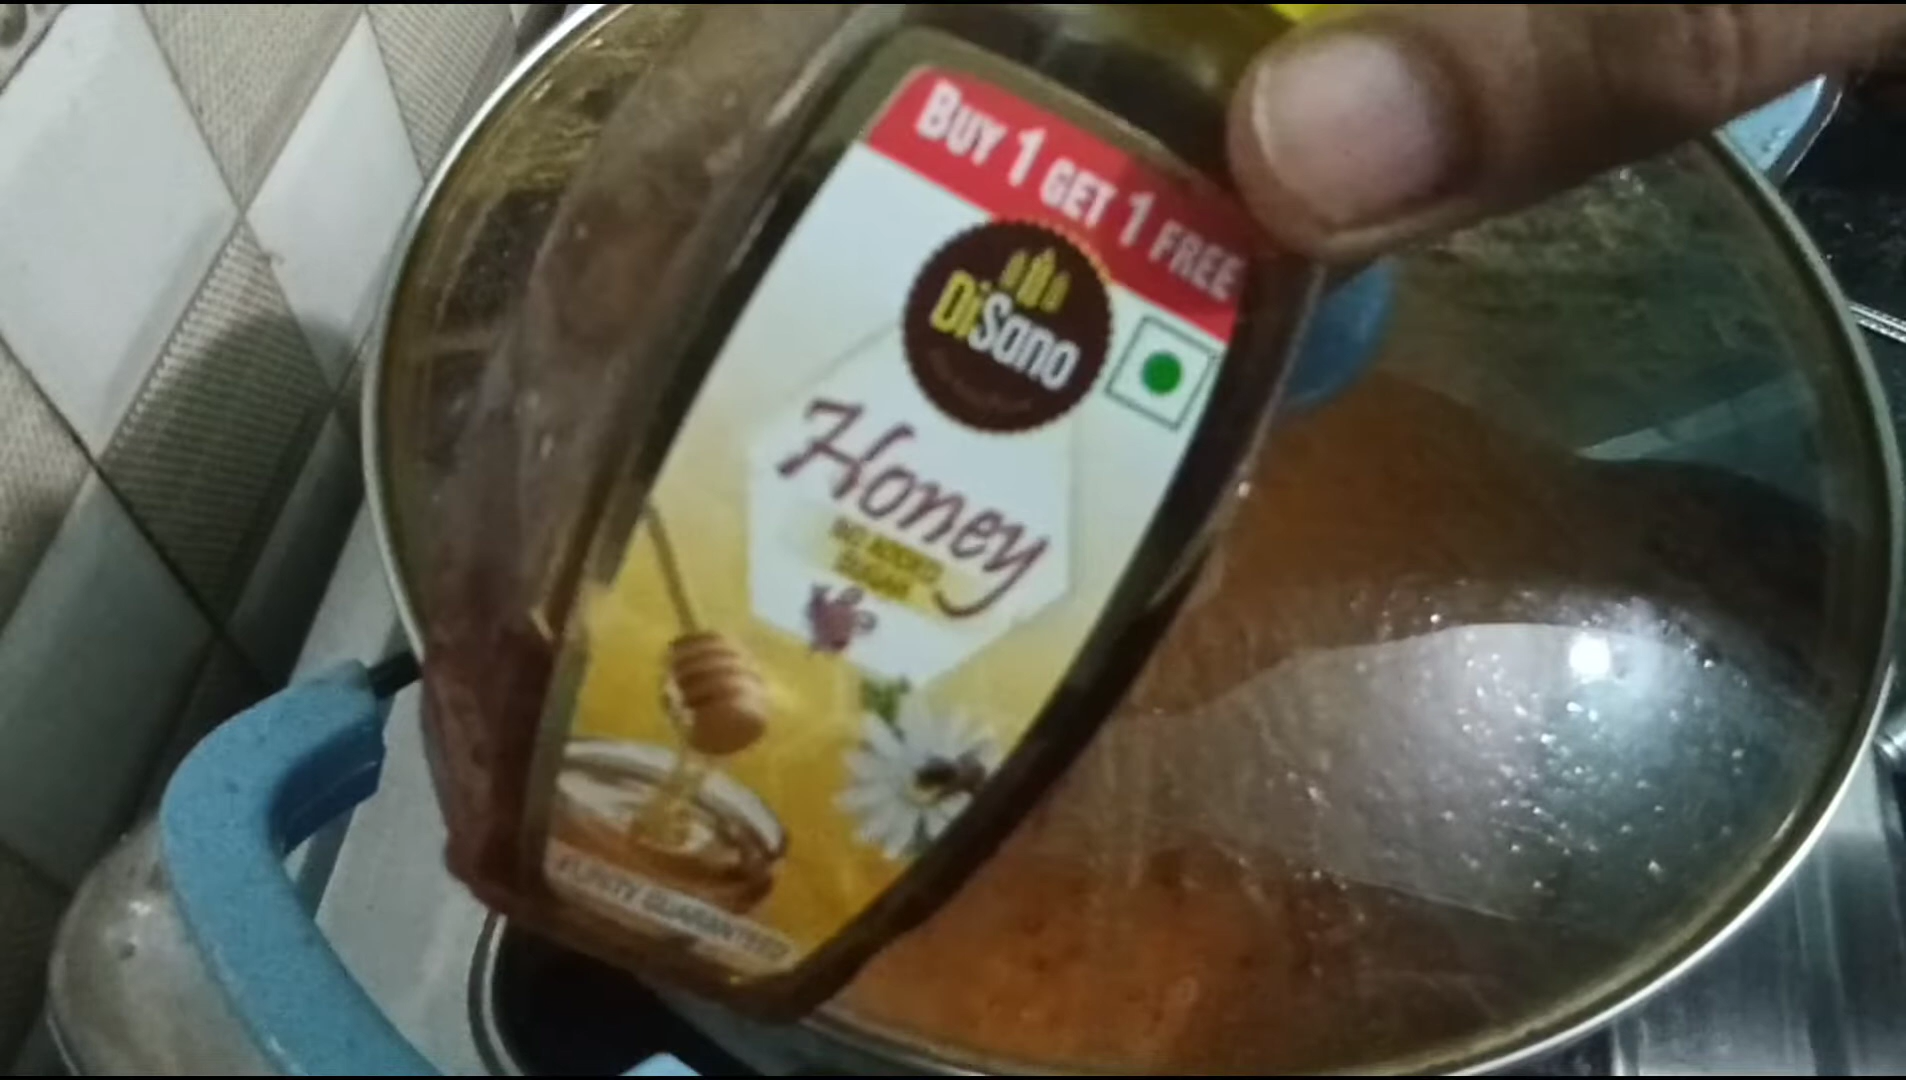 BUY 1 GET 1 FREE
DiSano
Honey
NO ADDED
SUGAR
PURITY GUARANTEED